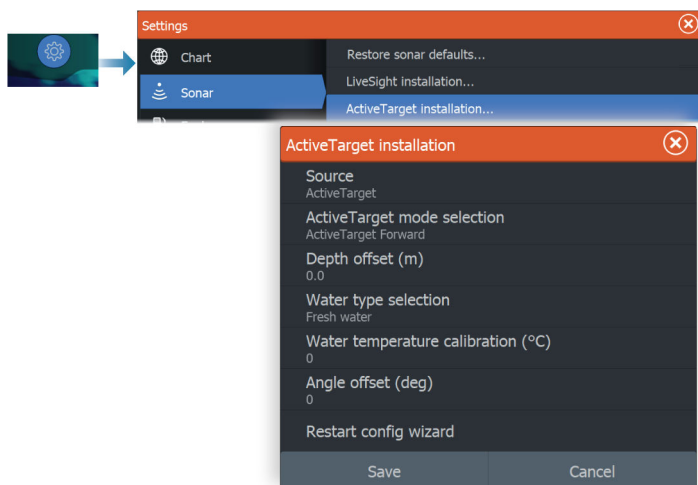 Settings
Chart
Restore sonar defaults...
LiveSight installation...
Sonar
ActiveTarget installation...
ActiveTarget installation
Source
ActiveTarget
ActiveTarget mode selection
ActiveTarget Forward
Depth offset (m)
0.0
Water type selection
Fresh water
Water temperature calibration (°C)
0
Angle offset (deg)
0
Restart config wizard
Save
Cancel